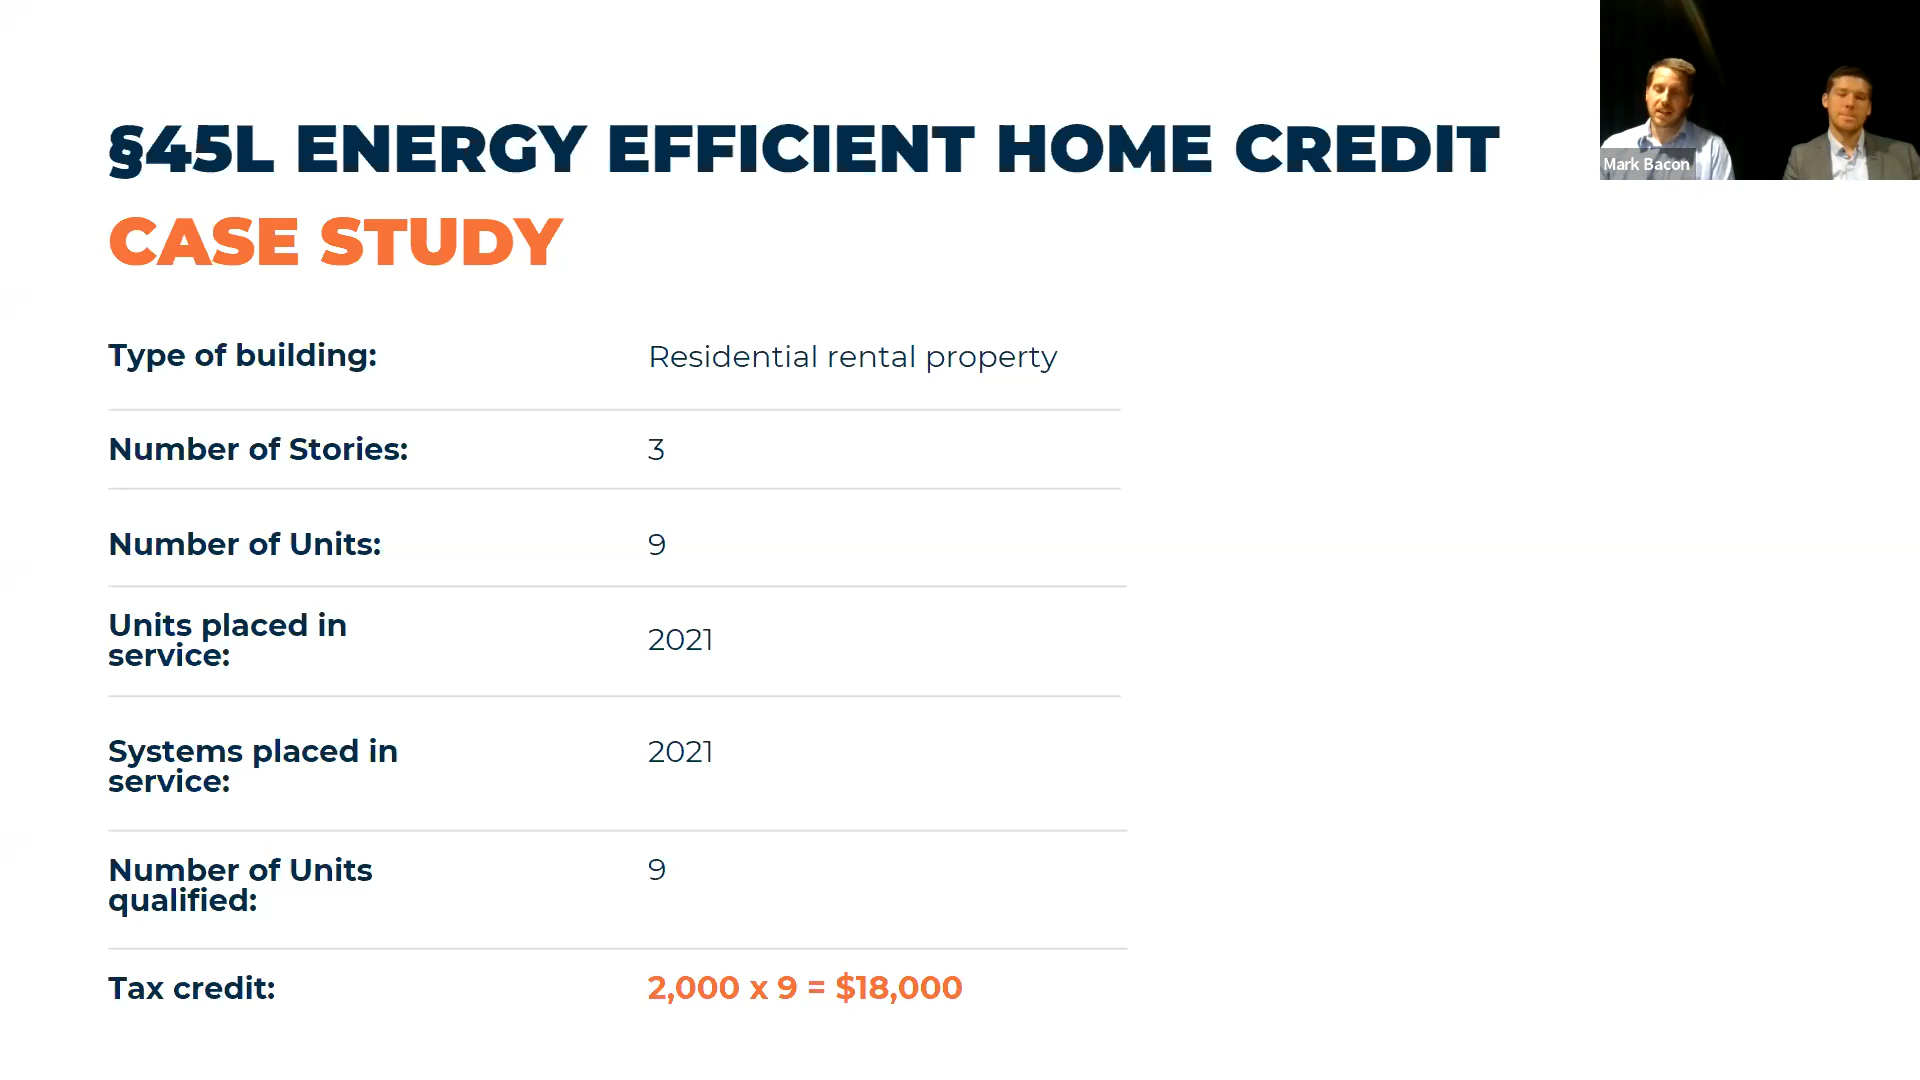 §45L ENERGY EFFICIENT HOME CREDIT
CASE STUDY
Mark Bacon
Type of building: Residential rental property
Number of Stories: 3
Number of Units: 9
Units placed in
service: 2021
Systems placed in
service: 2021
Number of Units
qualified: 9
Tax credit: 2,000 x 9 = $18,000